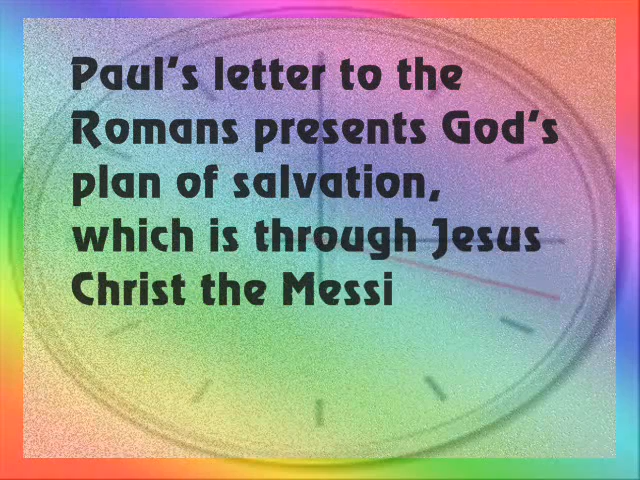 Paul's letter to the
Romans presents God's
plan of salvation,
which is through Jesus
Christ the Messi